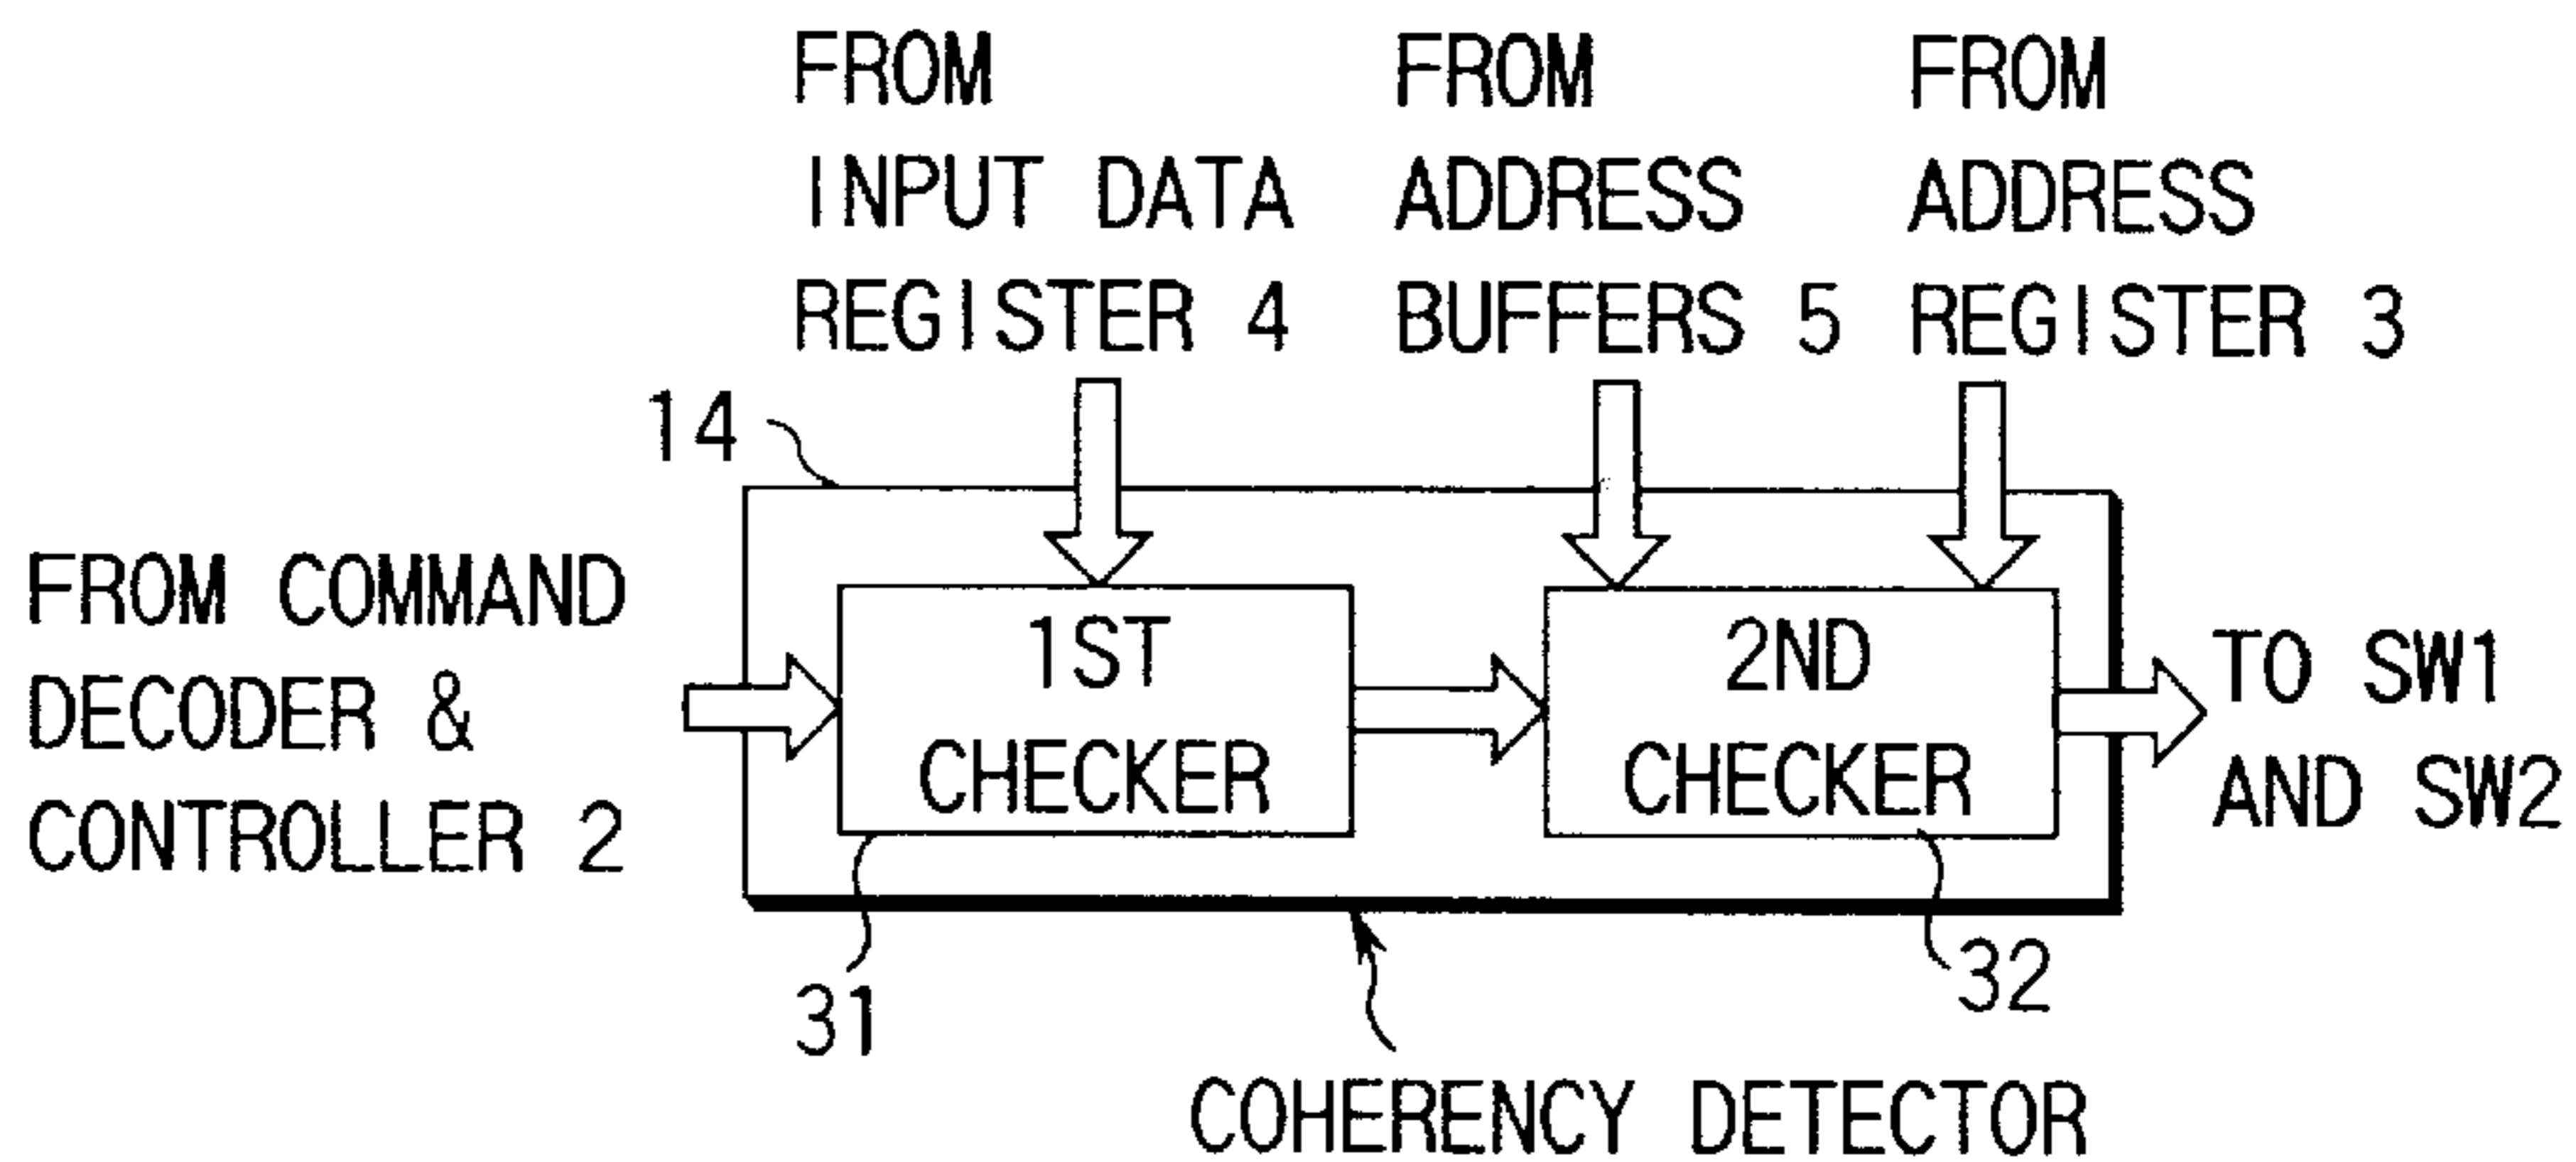 FROM
INPUT DATA
REGISTER 4
FROM
ADDRESS
BUFFERS 5
FROM
ADDRESS
REGISTER 3
14
FROM COMMAND
DECODER &
CONTROLLER 2
1ST
CHECKER
2ND
CHECKER
TO SW1
AND SW2
31
32
COHERENCY DETECTOR